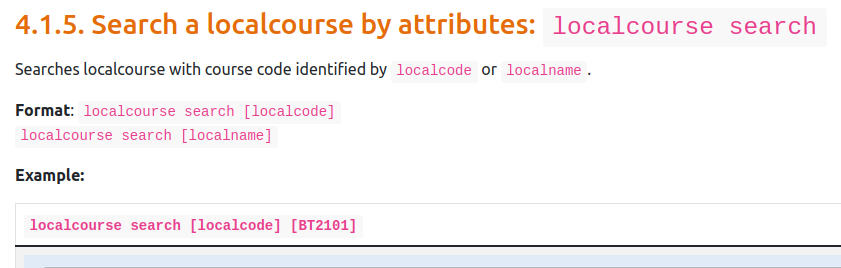 4.1.5. Search a localcourse by attributes: localcourse search
Searches localcourse with course code identified by localcode or localname.
Format: localcourse search [localcode]
localcourse search [localname]
Example:
localcourse search [localcode] [BT2101]